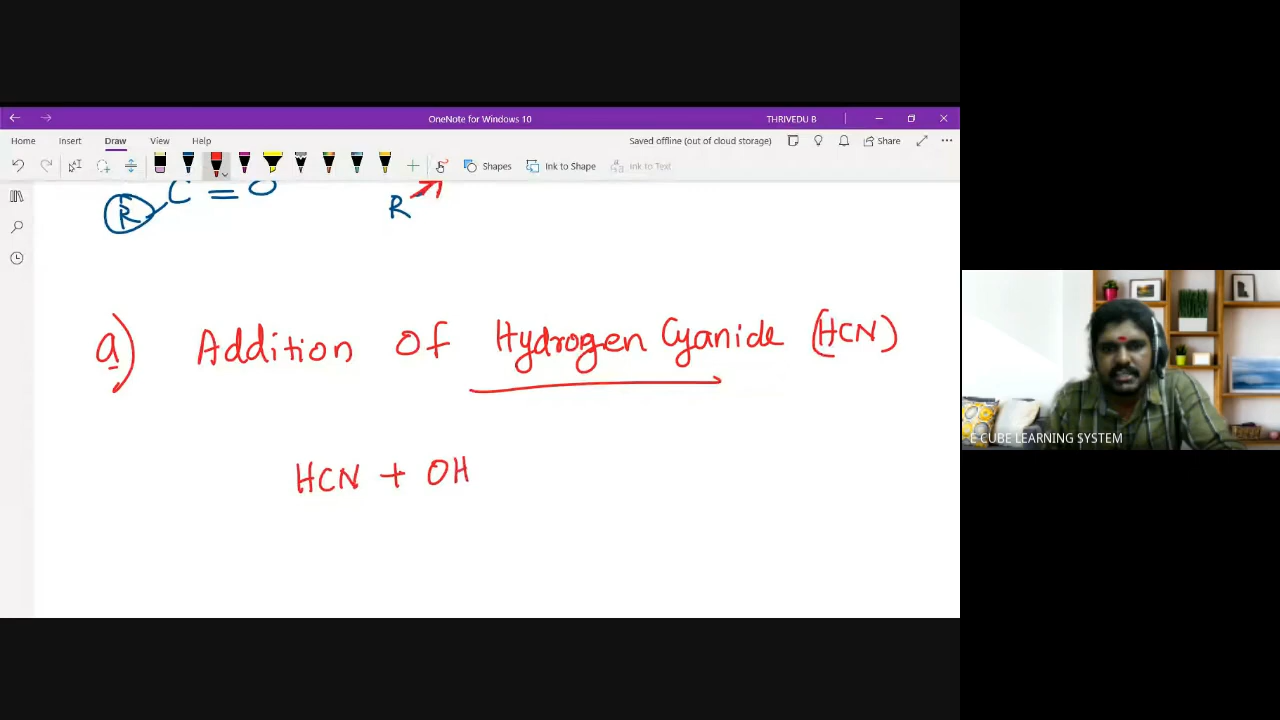 OneNote for Windows 10
THRIVEDU B
Home Insert Draw View Help
Saved offline (out of cloud storage)
Share
Shapes
Ink to Shape
Ink to Text
R C = O
R
a) Addition Of Hydrogen Cyanide (HCN)
HCN + OH
E CUBE LEARNING SYSTEM